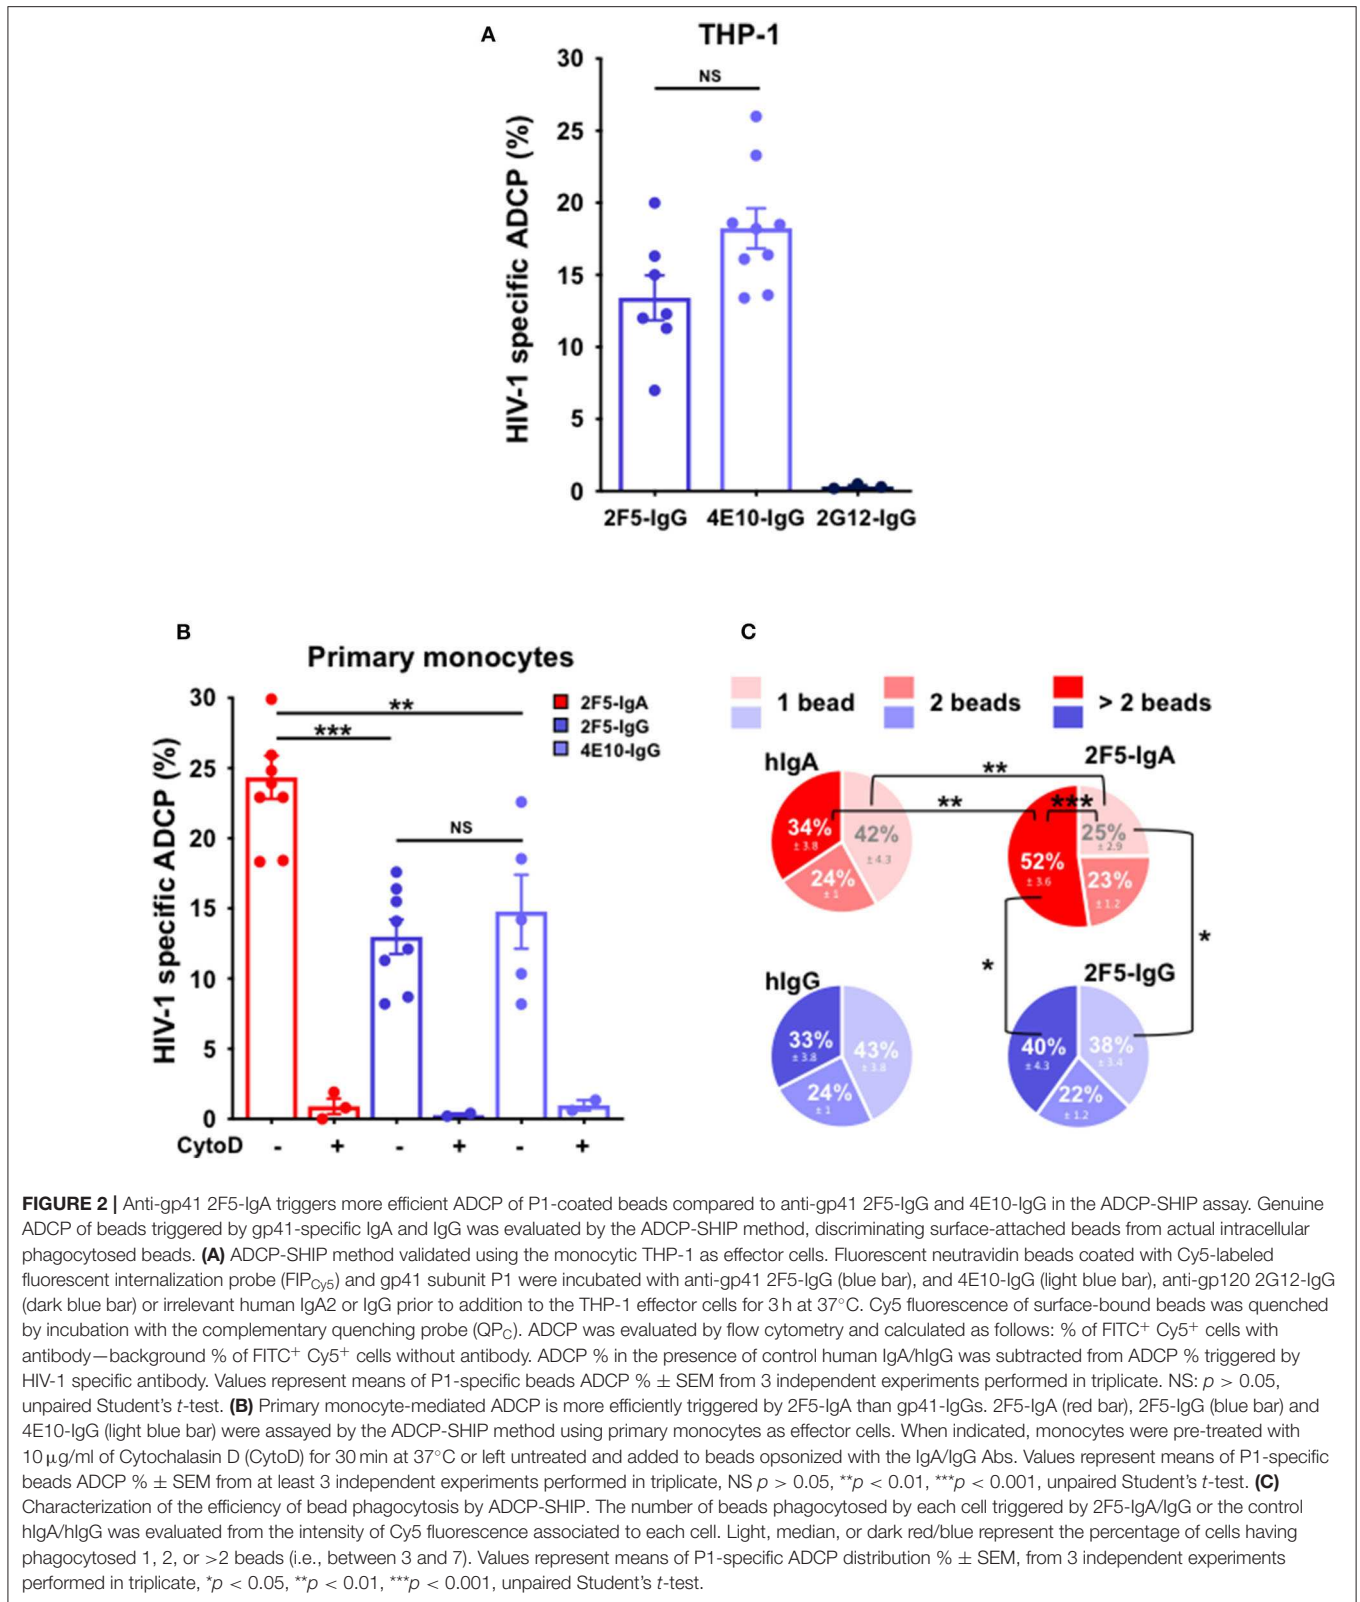 A
THP-1
30
NS
25
20
15
10
5
0
HIV-1 specific ADCP (%)
2F5-IgG 4E10-IgG 2G12-IgG
B
Primary monocytes
30
**
2F5-IgA
***
2F5-IgG
4E10-IgG
25
20
NS
15
10
5
0
HIV-1 specific ADCP (%)
CytoD - + - + - +
C
1 bead 2 beads > 2 beads
hIgA
2F5-IgA
**
**
***
34%
± 3.8
42%
± 4.3
24%
± 1
25%
± 2.9
52%
± 3.6
23%
± 1.2
*
*
hIgG
2F5-IgG
33%
± 3.8
43%
± 3.8
24%
± 1
40%
± 4.3
38%
± 3.4
22%
± 1.2
FIGURE 2 | Anti-gp41 2F5-IgA triggers more efficient ADCP of P1-coated beads compared to anti-gp41 2F5-IgG and 4E10-IgG in the ADCP-SHIP assay. Genuine
ADCP of beads triggered by gp41-specific IgA and IgG was evaluated by the ADCP-SHIP method, discriminating surface-attached beads from actual intracellular
phagocytosed beads. (A) ADCP-SHIP method validated using the monocytic THP-1 as effector cells. Fluorescent neutravidin beads coated with Cy5-labeled
fluorescent internalization probe (FIPCy5) and gp41 subunit P1 were incubated with anti-gp41 2F5-IgG (blue bar), and 4E10-IgG (light blue bar), anti-gp120 2G12-IgG
(dark blue bar) or irrelevant human IgA2 or IgG prior to addition to the THP-1 effector cells for 3 h at 37°C. Cy5 fluorescence of surface-bound beads was quenched
by incubation with the complementary quenching probe (QPC). ADCP was evaluated by flow cytometry and calculated as follows: % of FITC+ Cy5+ cells with
antibody—background % of FITC+ Cy5+ cells without antibody. ADCP % in the presence of control human IgA/hIgG was subtracted from ADCP % triggered by
HIV-1 specific antibody. Values represent means of P1-specific beads ADCP % ± SEM from 3 independent experiments performed in triplicate. NS: p > 0.05,
unpaired Student's t-test. (B) Primary monocyte-mediated ADCP is more efficiently triggered by 2F5-IgA than gp41-IgGs. 2F5-IgA (red bar), 2F5-IgG (blue bar) and
4E10-IgG (light blue bar) were assayed by the ADCP-SHIP method using primary monocytes as effector cells. When indicated, monocytes were pre-treated with
10 µg/ml of Cytochalasin D (CytoD) for 30 min at 37°C or left untreated and added to beads opsonized with the IgA/IgG Abs. Values represent means of P1-specific
beads ADCP % ± SEM from at least 3 independent experiments performed in triplicate, NS p > 0.05, **p < 0.01, ***p < 0.001, unpaired Student's t-test. (C)
Characterization of the efficiency of bead phagocytosis by ADCP-SHIP. The number of beads phagocytosed by each cell triggered by 2F5-IgA/IgG or the control
hIgA/hIgG was evaluated from the intensity of Cy5 fluorescence associated to each cell. Light, median, or dark red/blue represent the percentage of cells having
phagocytosed 1, 2, or >2 beads (i.e., between 3 and 7). Values represent means of P1-specific ADCP distribution % ± SEM, from 3 independent experiments
performed in triplicate, *p < 0.05, **p < 0.01, ***p < 0.001, unpaired Student's t-test.